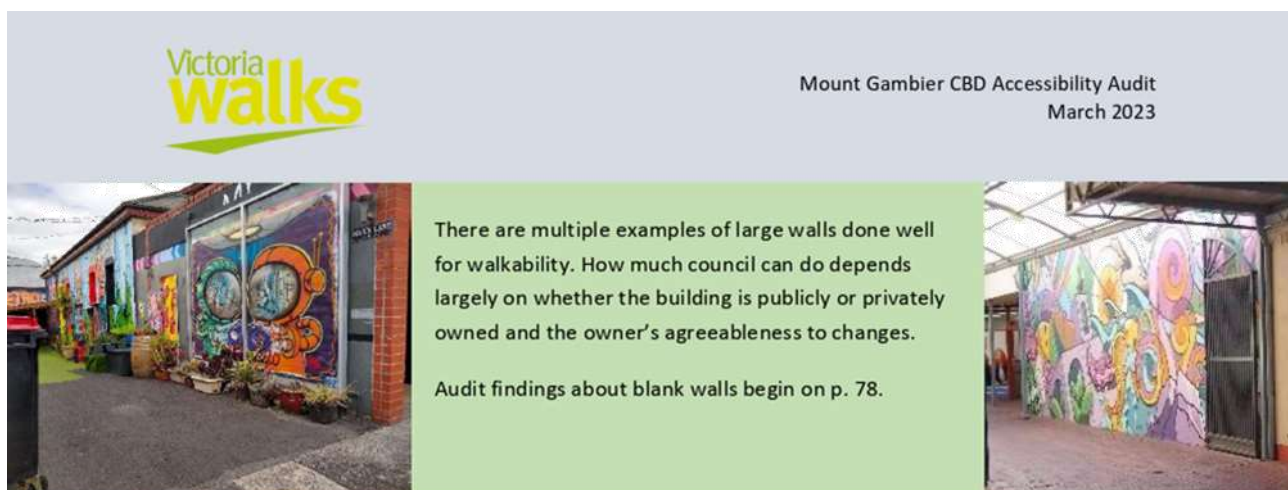 Victoria
walks
Mount Gambier CBD Accessibility Audit
March 2023
There are multiple examples of large walls done well
for walkability. How much council can do depends
largely on whether the building is publicly or privately
owned and the owner's agreeableness to changes.
Audit findings about blank walls begin on p. 78.